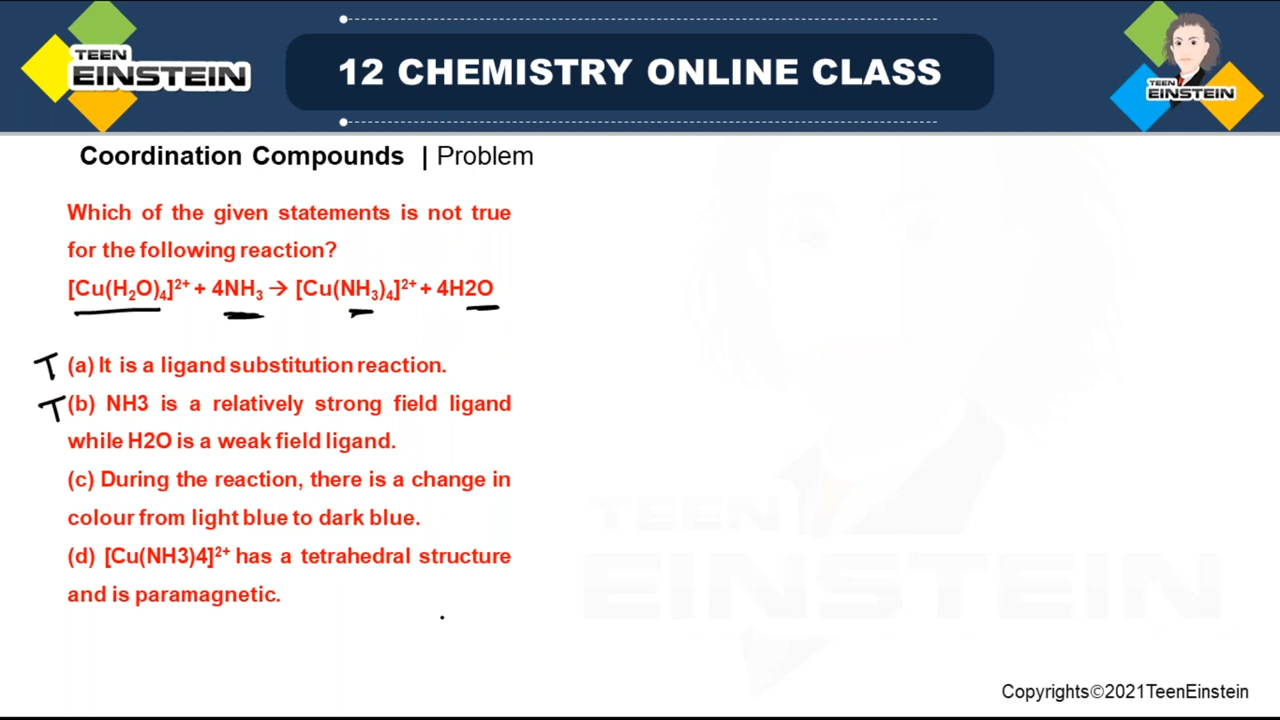 TEEN
EINSTEIN
12 CHEMISTRY ONLINE CLASS
TEEN
EINSTEIN
Coordination Compounds | Problem
Which of the given statements is not true
for the following reaction?
[Cu(H₂O)₄]²⁺ + 4NH₃ → [Cu(NH₃)₄]²⁺ + 4H2O
T (a) It is a ligand substitution reaction.
T (b) NH3 is a relatively strong field ligand
while H2O is a weak field ligand.
(c) During the reaction, there is a change in
colour from light blue to dark blue.
(d) [Cu(NH3)4]²⁺ has a tetrahedral structure
and is paramagnetic.
TEEN
EINSTEIN
Copyrights©2021TeenEinstein